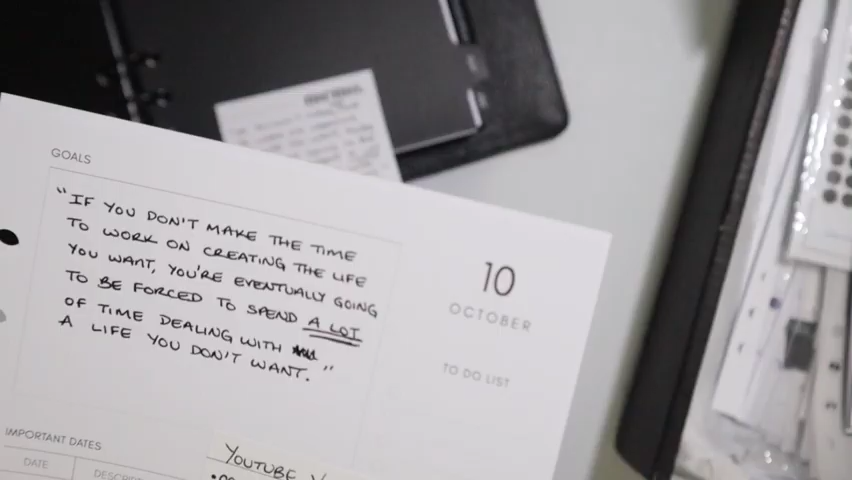 GOALS
"IF YOU DON'T MAKE THE TIME
TO WORK ON CREATING THE LIFE
YOU WANT, YOU'RE EVENTUALLY GOING
TO BE FORCED TO SPEND A LOT
OF TIME DEALING WITH
A LIFE YOU DON'T WANT."
10
OCTOBER
TO DO LIST
IMPORTANT DATES
DATE
YOUTUBE